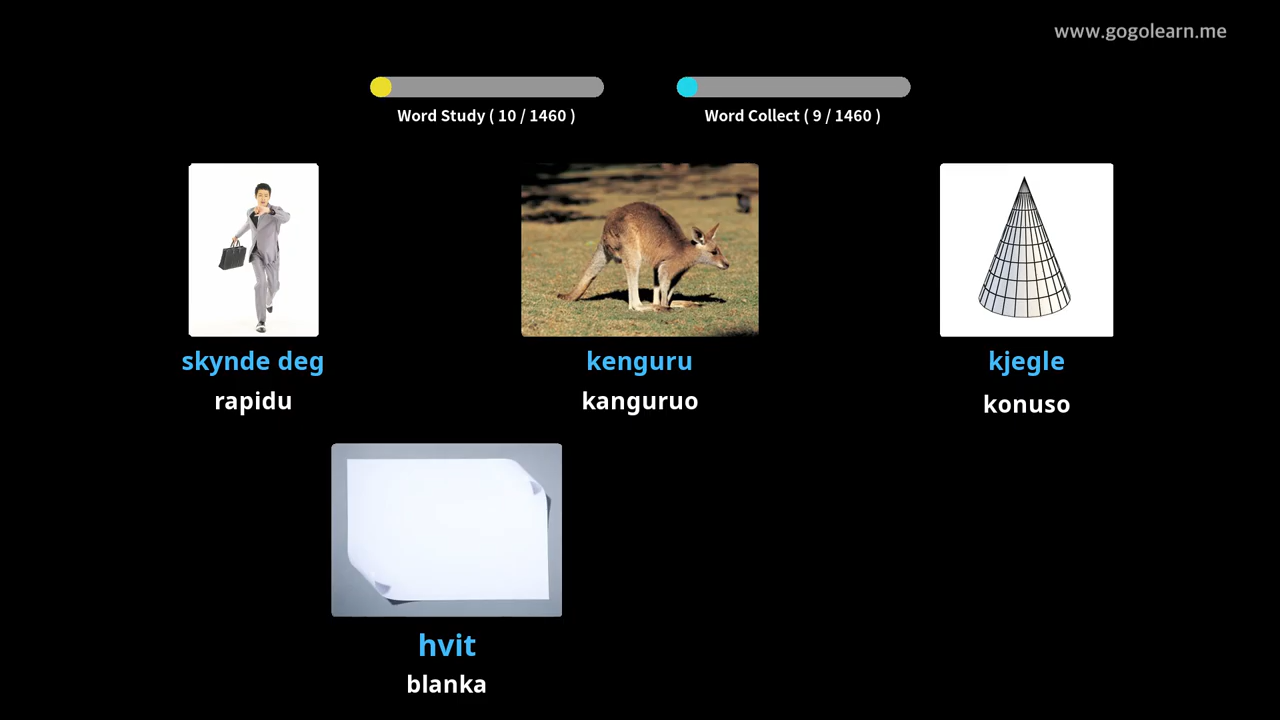 www.gogolearn.me
Word Study ( 10 / 1460 )
Word Collect ( 9 / 1460 )
skynde deg
rapidu
kenguru
kanguruo
kjegle
konuso
hvit
blanka